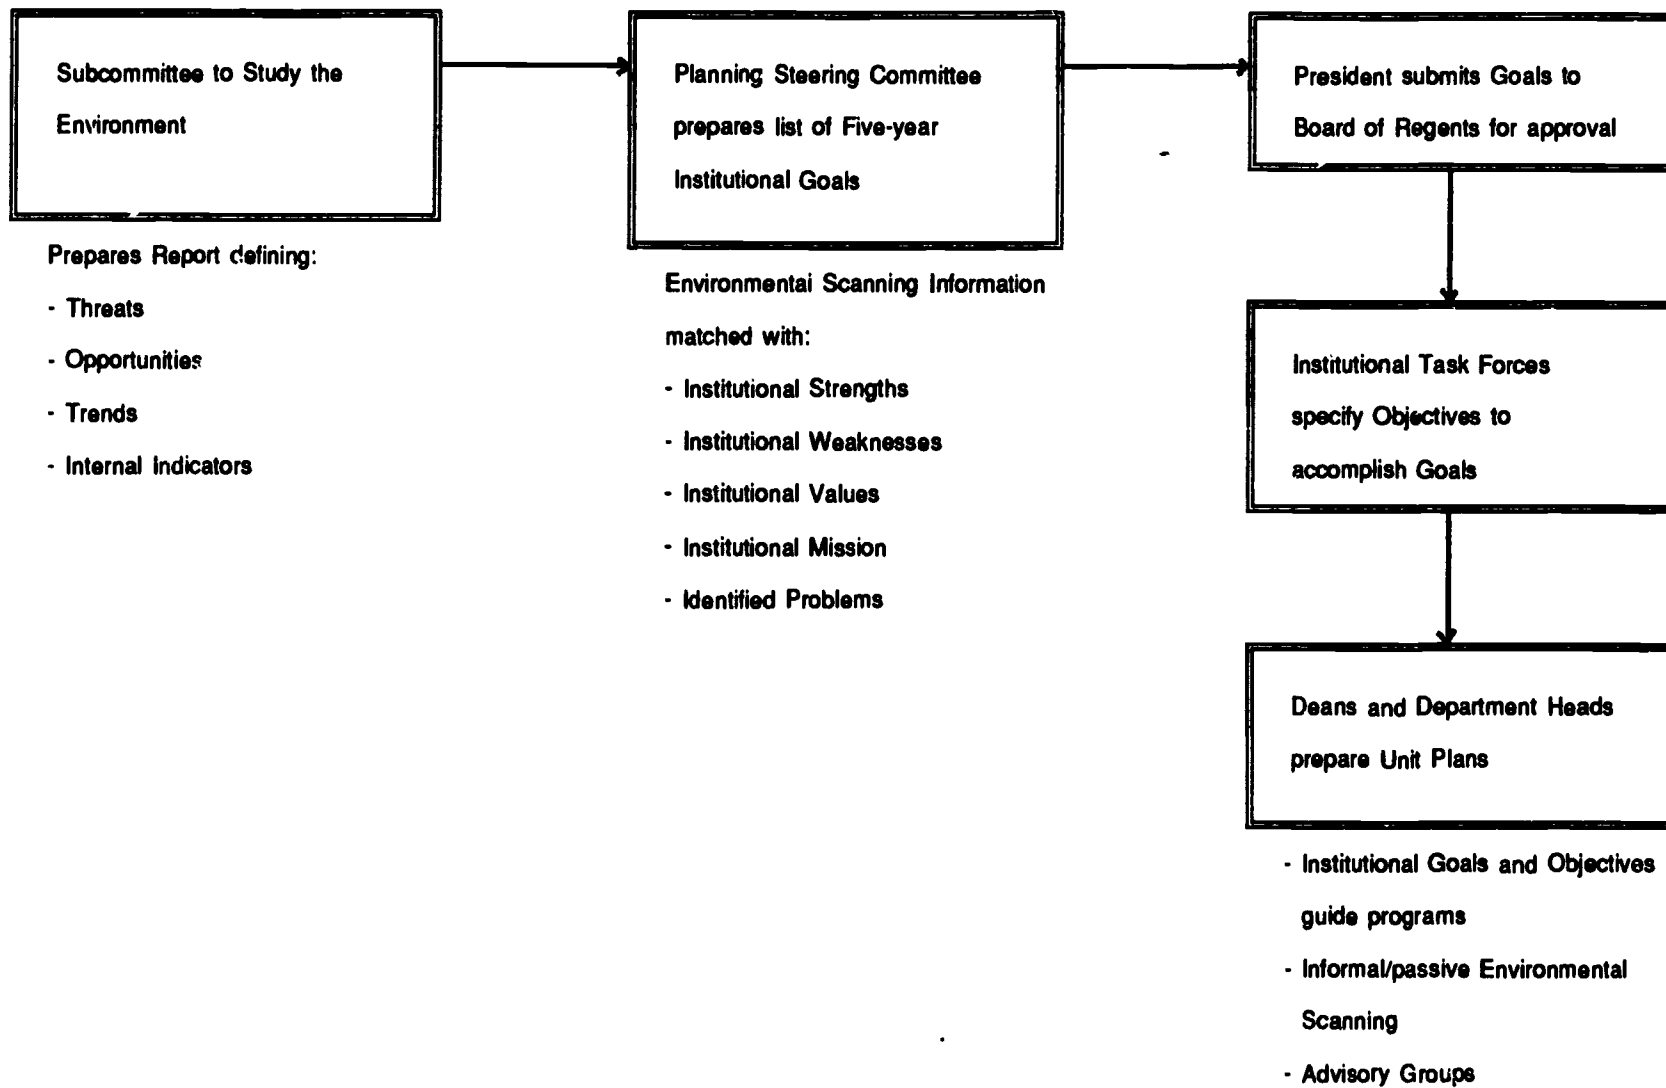 Subcommittee to Study the
Environment
Prepares Report defining:
- Threats
- Opportunities
- Trends
- Internal Indicators
Planning Steering Committee
prepares list of Five-year
Institutional Goals
Environmental Scanning Information
matched with:
- Institutional Strengths
- Institutional Weaknesses
- Institutional Values
- Institutional Mission
- Identified Problems
President submits Goals to
Board of Regents for approval
Institutional Task Forces
specify Objectives to
accomplish Goals
Deans and Department Heads
prepare Unit Plans
- Institutional Goals and Objectives
guide programs
- Informal/passive Environmental
Scanning
- Advisory Groups